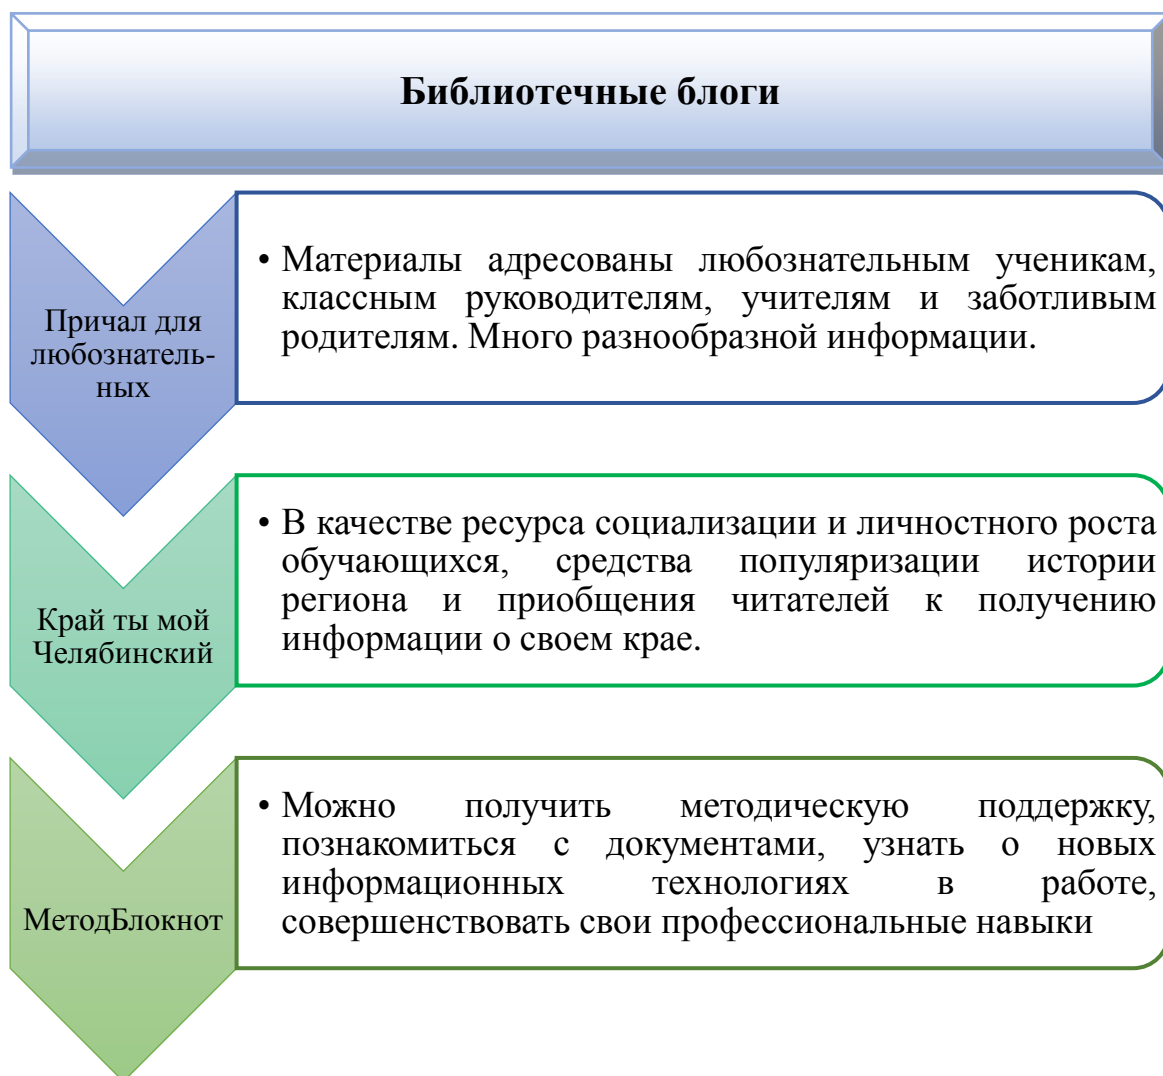 Библиотечные блоги
Причал для
любознатель-
ных
• Материалы адресованы любознательным ученикам,
классным руководителям, учителям и заботливым
родителям. Много разнообразной информации.
Край ты мой
Челябинский
• В качестве ресурса социализации и личностного роста
обучающихся, средства популяризации истории
региона и приобщения читателей к получению
информации о своем крае.
МетодБлокнот
• Можно получить методическую поддержку,
познакомиться с документами, узнать о новых
информационных технологиях в работе,
совершенствовать свои профессиональные навыки